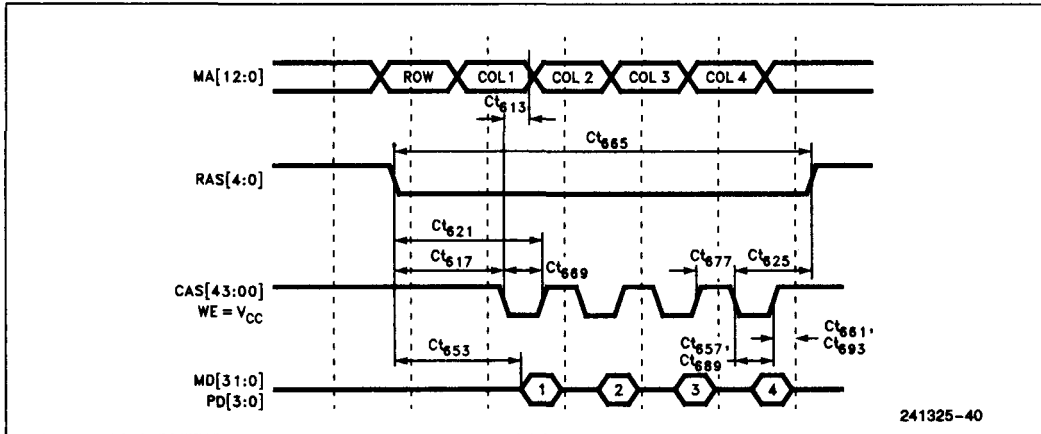 MA[12:0]
ROW
COL 1
COL 2
COL 3
COL 4
Ct613
Ct665
RAS[4:0]
Ct621
Ct617
Ct669
Ct677
Ct625
CAS[43:00]
WE = VCC
Ct653
Ct657,
Ct689
Ct661,
Ct693
MD[31:0]
PD[3:0]
1
2
3
4
241325-40